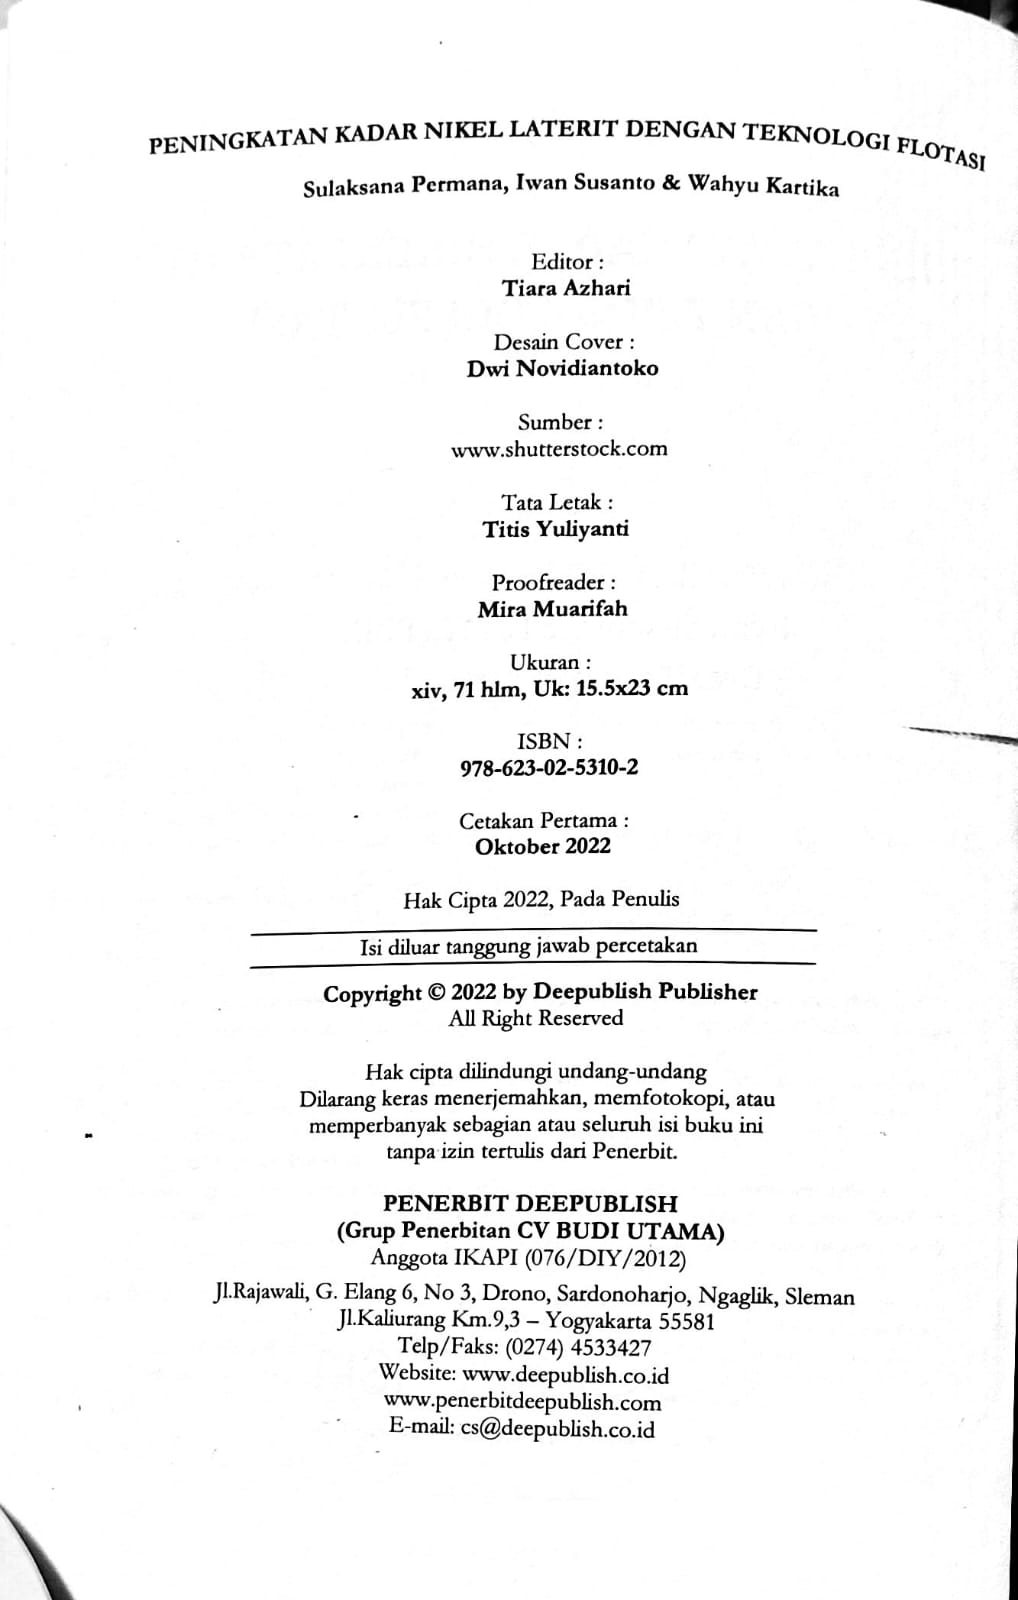 PENINGKATAN KADAR NIKEL LATERIT DENGAN TEKNOLOGI FLOTASI
Sulaksana Permana, Iwan Susanto & Wahyu Kartika
Editor :
Tiara Azhari
Desain Cover :
Dwi Novidiantoko
Sumber :
www.shutterstock.com
Tata Letak :
Titis Yuliyanti
Proofreader :
Mira Muarifah
Ukuran :
xiv, 71 hlm, Uk: 15.5x23 cm
ISBN :
978-623-02-5310-2
Cetakan Pertama :
Oktober 2022
Hak Cipta 2022, Pada Penulis
Isi diluar tanggung jawab percetakan
Copyright © 2022 by Deepublish Publisher
All Right Reserved
Hak cipta dilindungi undang-undang
Dilarang keras menerjemahkan, memfotokopi, atau
memperbanyak sebagian atau seluruh isi buku ini
tanpa izin tertulis dari Penerbit.
PENERBIT DEEPUBLISH
(Grup Penerbitan CV BUDI UTAMA)
Anggota IKAPI (076/DIY/2012)
Jl.Rajawali, G. Elang 6, No 3, Drono, Sardonoharjo, Ngaglik, Sleman
Jl.Kaliurang Km.9,3 – Yogyakarta 55581
Telp/Faks: (0274) 4533427
Website: www.deepublish.co.id
www.penerbitdeepublish.com
E-mail: cs@deepublish.co.id